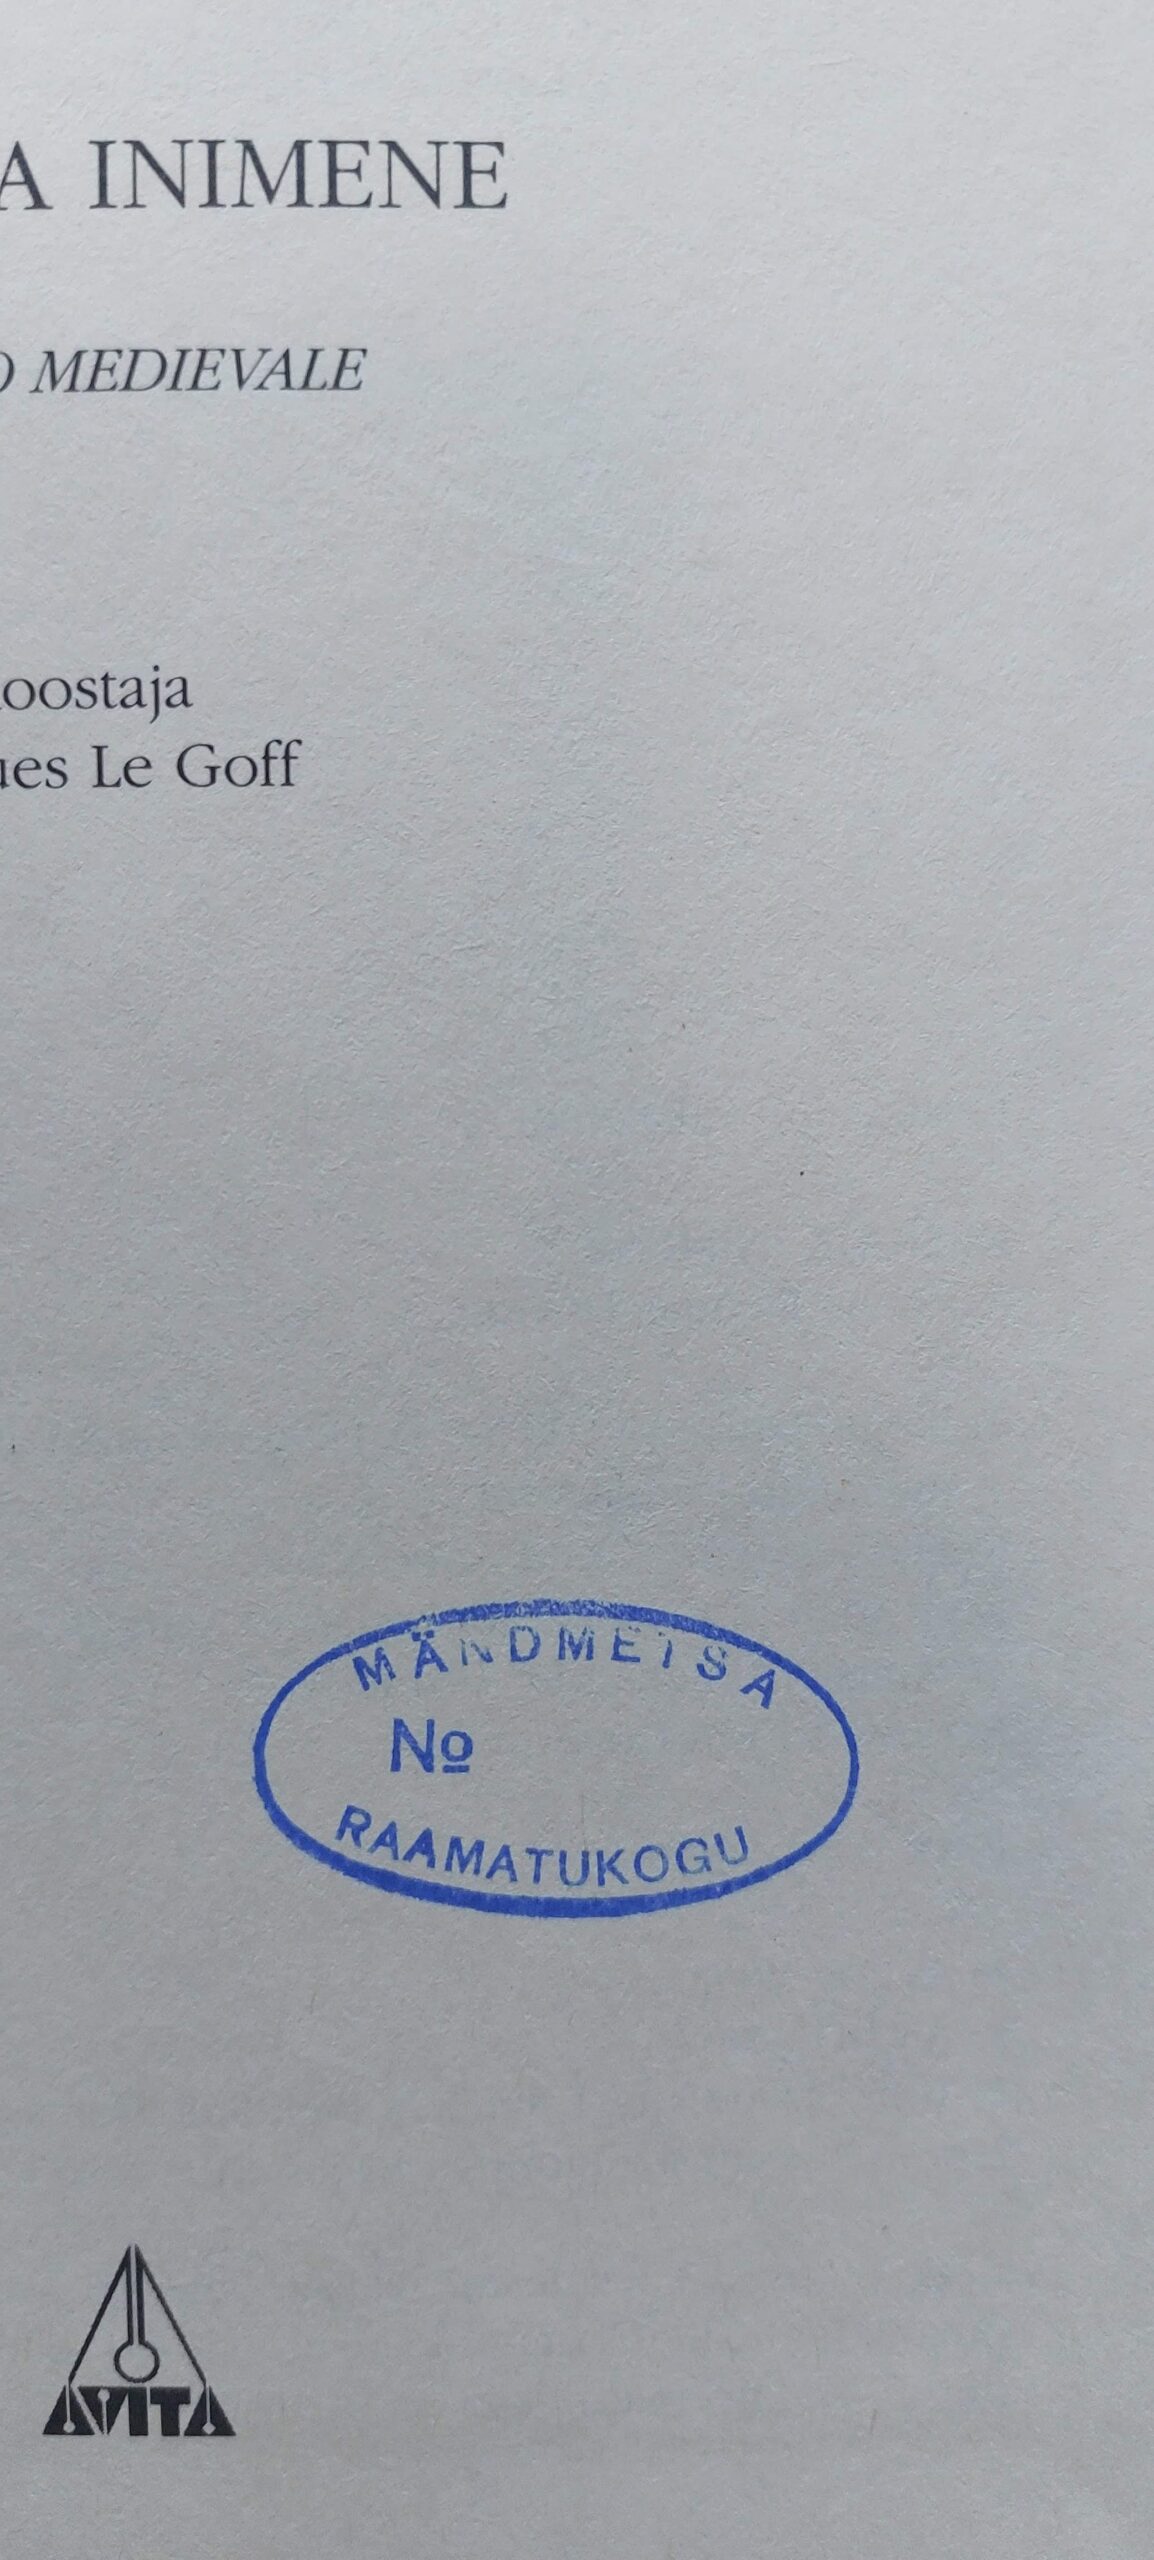 A INIMENE
O MEDIEVALE
oostaja
ues Le Goff
MÄNDMETSA
No
RAAMATUKOGU
AVITA